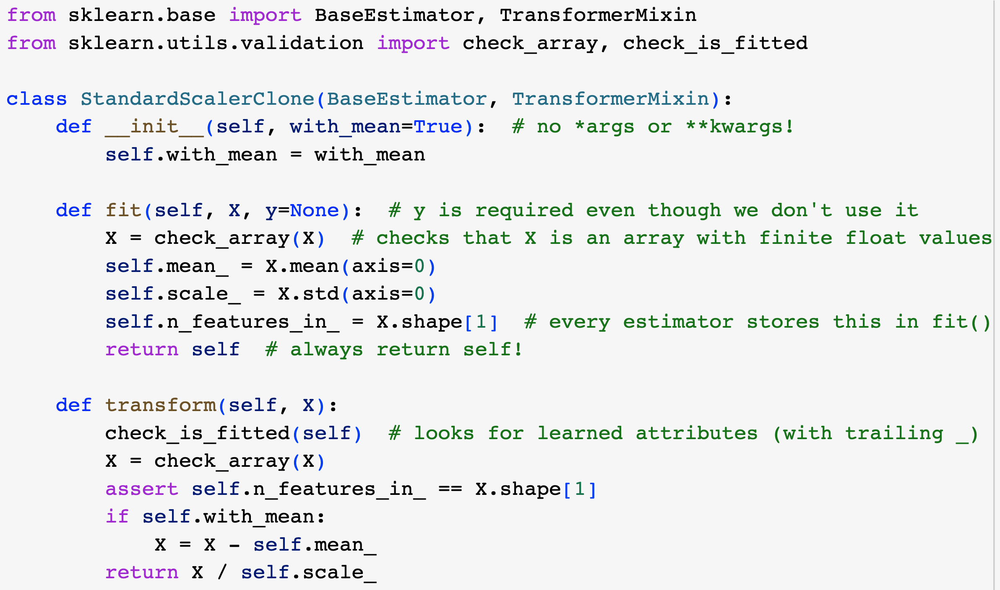 from sklearn.base import BaseEstimator, TransformerMixin
from sklearn.utils.validation import check_array, check_is_fitted

class StandardScalerClone(BaseEstimator, TransformerMixin):
    def __init__(self, with_mean=True):  # no *args or **kwargs!
        self.with_mean = with_mean

    def fit(self, X, y=None):  # y is required even though we don't use it
        X = check_array(X)  # checks that X is an array with finite float values
        self.mean_ = X.mean(axis=0)
        self.scale_ = X.std(axis=0)
        self.n_features_in_ = X.shape[1]  # every estimator stores this in fit()
        return self  # always return self!

    def transform(self, X):
        check_is_fitted(self)  # looks for learned attributes (with trailing _)
        X = check_array(X)
        assert self.n_features_in_ == X.shape[1]
        if self.with_mean:
            X = X - self.mean_
        return X / self.scale_